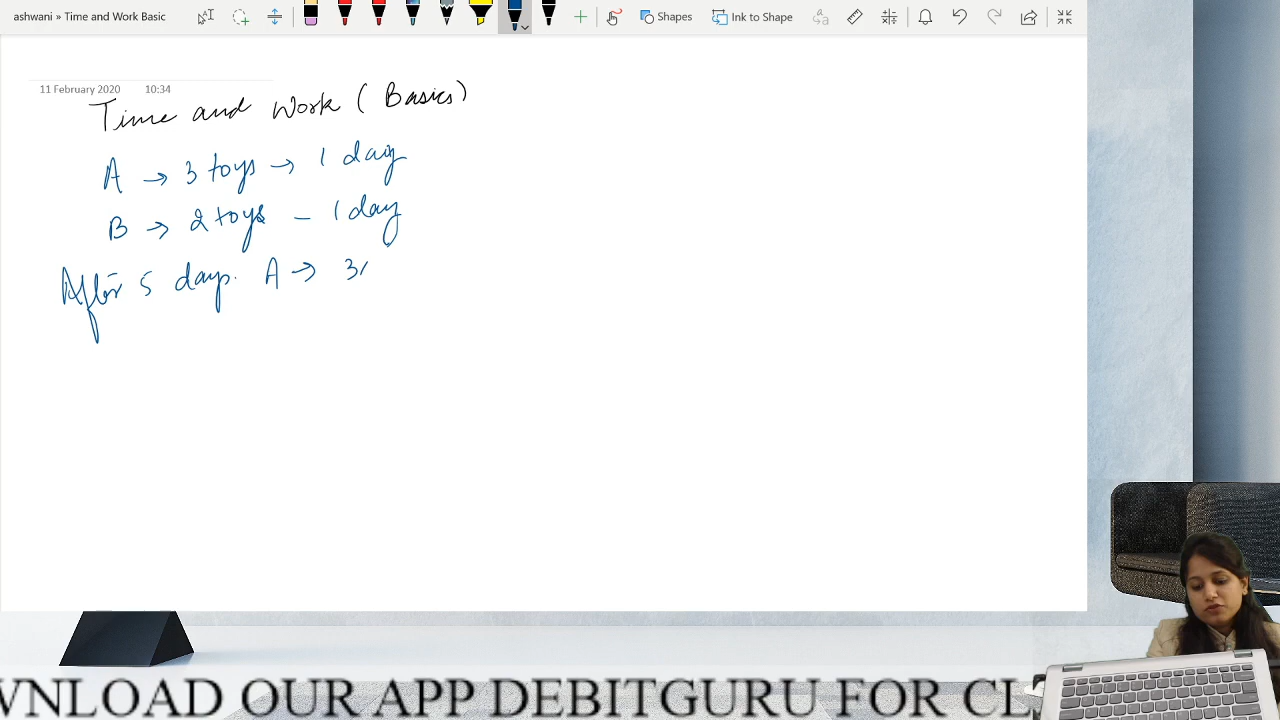 ashwani » Time and Work Basic
Shapes
Ink to Shape
11 February 2020 10:34
Time and Work (Basics)
A → 3 toys → 1 day
B → 2 toys – 1 day
After 5 days. A → 3
WNLOAD OUR APP DEBITGURU FOR CL